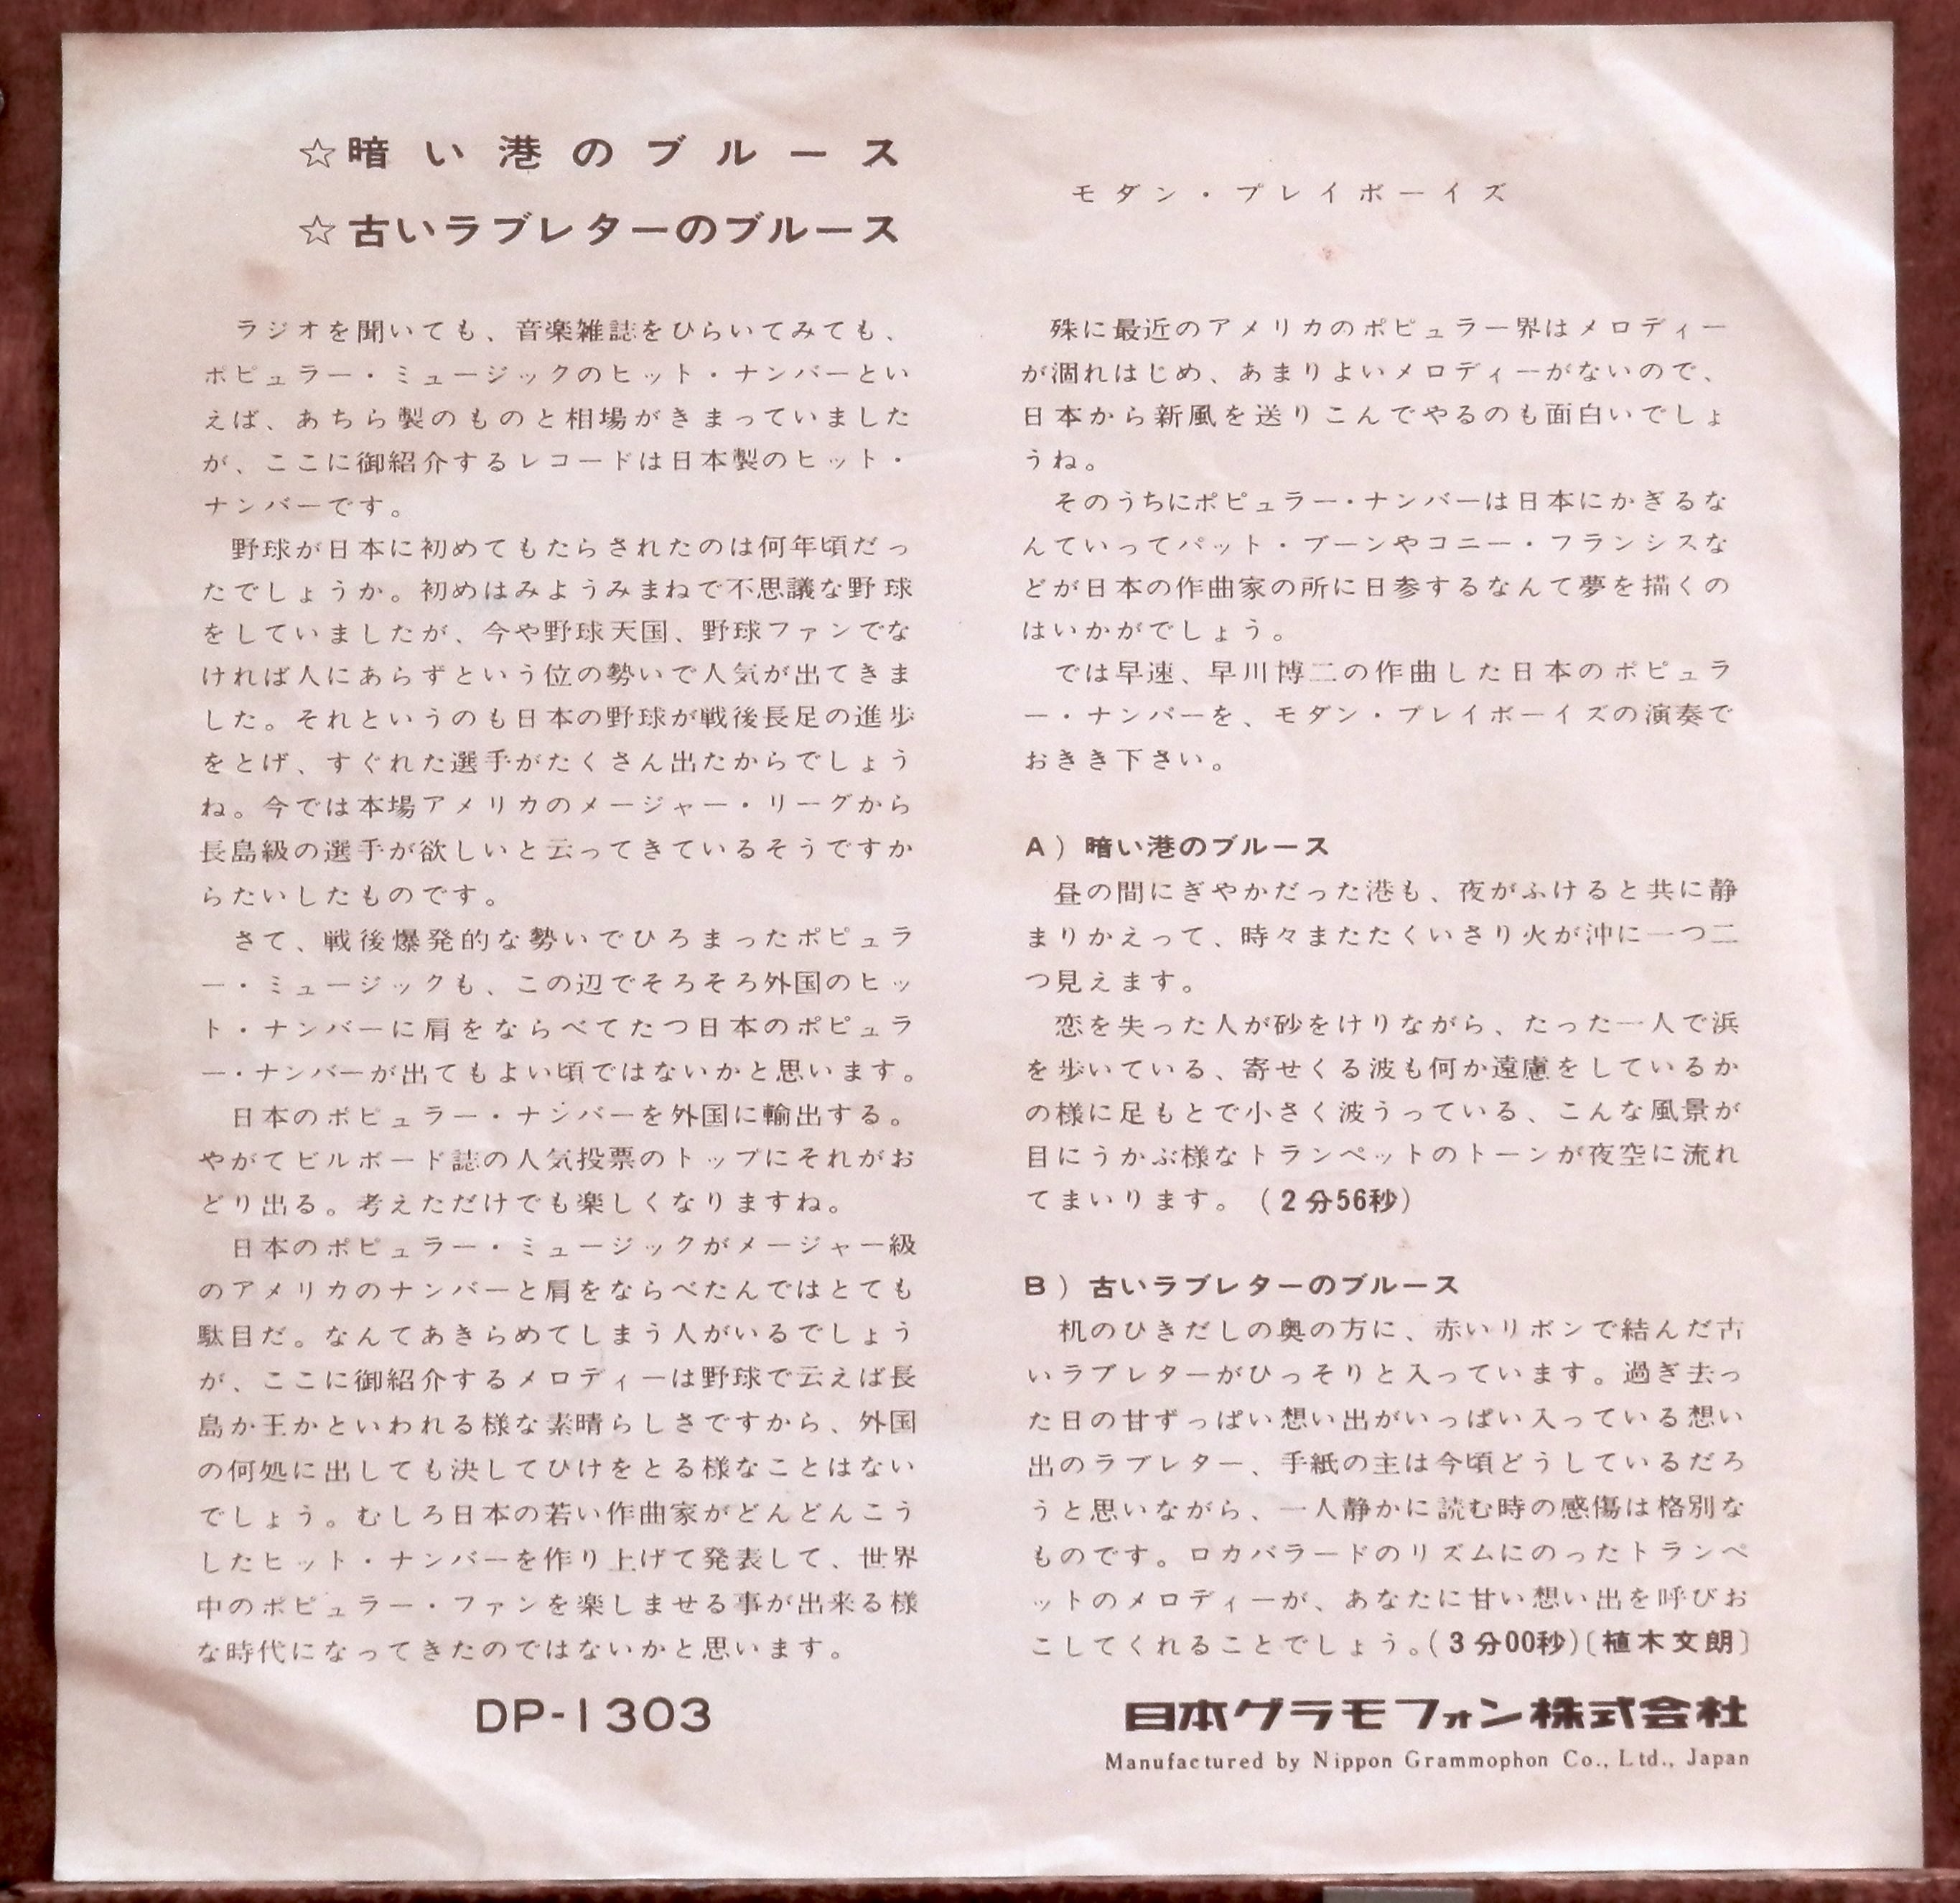 ☆暗い港のブルース
☆古いラブレターのブルース
モダン・プレイボーイズ
ラジオを聞いても、音楽雑誌をひらいてみても、
ポピュラー・ミュージックのヒット・ナンバーとい
えば、あちら製のものと相場がきまっていました
が、ここに御紹介するレコードは日本製のヒット・
ナンバーです。
野球が日本に初めてもたらされたのは何年頃だっ
たでしょうか。初めはみようみまねで不思議な野球
をしていましたが、今や野球天国、野球ファンでな
ければ人にあらずという位の勢いで人気が出てきま
した。それというのも日本の野球が戦後長足の進歩
をとげ、すぐれた選手がたくさん出たからでしょう
ね。今では本場アメリカのメージャー・リーグから
長島級の選手が欲しいと云ってきているそうですか
らたいしたものです。
さて、戦後爆発的な勢いでひろまったポピュラ
ー・ミュージックも、この辺でそろそろ外国のヒッ
ト・ナンバーに肩をならべてたつ日本のポピュラ
ー・ナンバーが出てもよい頃ではないかと思います。
日本のポピュラー・ナンバーを外国に輸出する。
やがてビルボード誌の人気投票のトップにそれがお
どり出る。考えただけでも楽しくなりますね。
日本のポピュラー・ミュージックがメージャー級
のアメリカのナンバーと肩をならべたんではとても
駄目だ。なんてあきらめてしまう人がいるでしょう
が、ここに御紹介するメロディーは野球で云えば長
島か王かといわれる様な素晴らしさですから、外国
の何処に出しても決してひけをとる様なことはない
でしょう。むしろ日本の若い作曲家がどんどんこう
したヒット・ナンバーを作り上げて発表して、世界
中のポピュラー・ファンを楽しませる事が出来る様
な時代になってきたのではないかと思います。
DP-1303
殊に最近のアメリカのポピュラー界はメロディー
が涸れはじめ、あまりよいメロディーがないので、
日本から新風を送りこんでやるのも面白いでしょ
うね。
そのうちにポピュラー・ナンバーは日本にかぎるな
んていってパット・ブーンやコニー・フランシスな
どが日本の作曲家の所に日参するなんて夢を描くの
はいかがでしょう。
では早速、早川博二の作曲した日本のポピュラ
ー・ナンバーを、モダン・プレイボーイズの演奏で
おきき下さい。
A）暗い港のブルース
昼の間にぎやかだった港も、夜がふけると共に静
まりかえって、時々またたくいさり火が沖に一つ二
つ見えます。
恋を失った人が砂をけりながら、たった一人で浜
を歩いている、寄せくる波も何か遠慮をしているか
の様に足もとで小さく波うっている、こんな風景が
目にうかぶ様なトランペットのトーンが夜空に流れ
てまいります。（2分56秒）
B）古いラブレターのブルース
机のひきだしの奥の方に、赤いリボンで結んだ古
いラブレターがひっそりと入っています。過ぎ去っ
た日の甘ずっぱい想い出がいっぱい入っている想い
出のラブレター、手紙の主は今頃どうしているだろ
うと思いながら、一人静かに読む時の感傷は格別な
ものです。ロカバラードのリズムにのったトランペ
ットのメロディーが、あなたに甘い想い出を呼びお
こしてくれることでしょう。（3分00秒）〔植木文朗〕
日本グラモフォン株式会社
Manufactured by Nippon Grammophon Co., Ltd., Japan